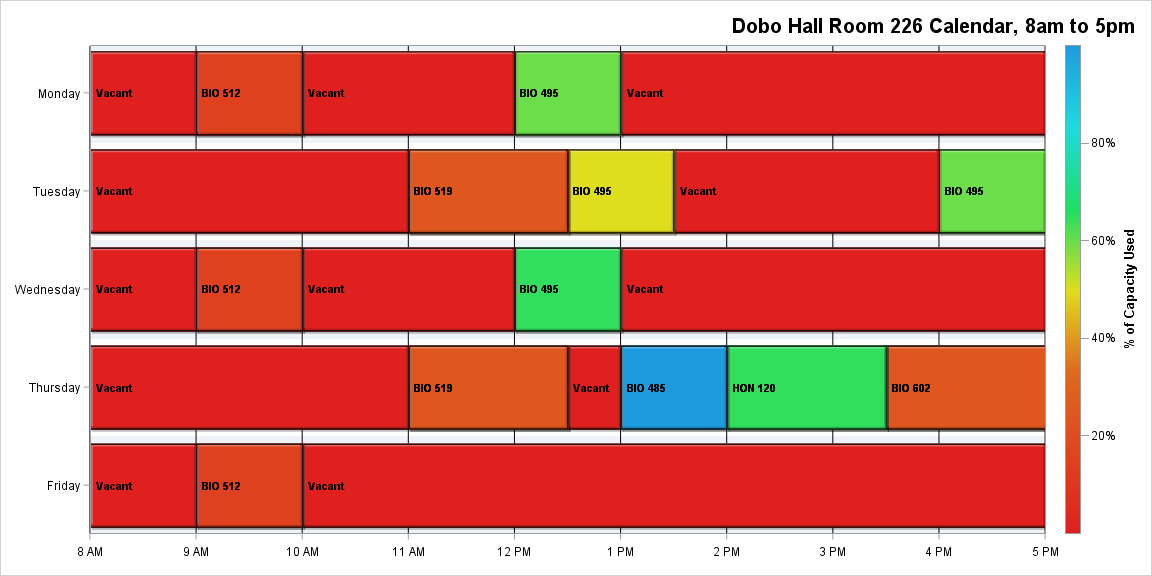 Dobo Hall Room 226 Calendar, 8am to 5pm
Monday
Vacant
BIO 512
Vacant
BIO 495
Vacant
Tuesday
Vacant
BIO 519
BIO 495
Vacant
BIO 495
Wednesday
Vacant
BIO 512
Vacant
BIO 495
Vacant
Thursday
Vacant
BIO 519
Vacant
BIO 485
HON 120
BIO 602
Friday
Vacant
BIO 512
Vacant
8 AM
9 AM
10 AM
11 AM
12 PM
1 PM
2 PM
3 PM
4 PM
5 PM
80%
60%
40%
20%
% of Capacity Used